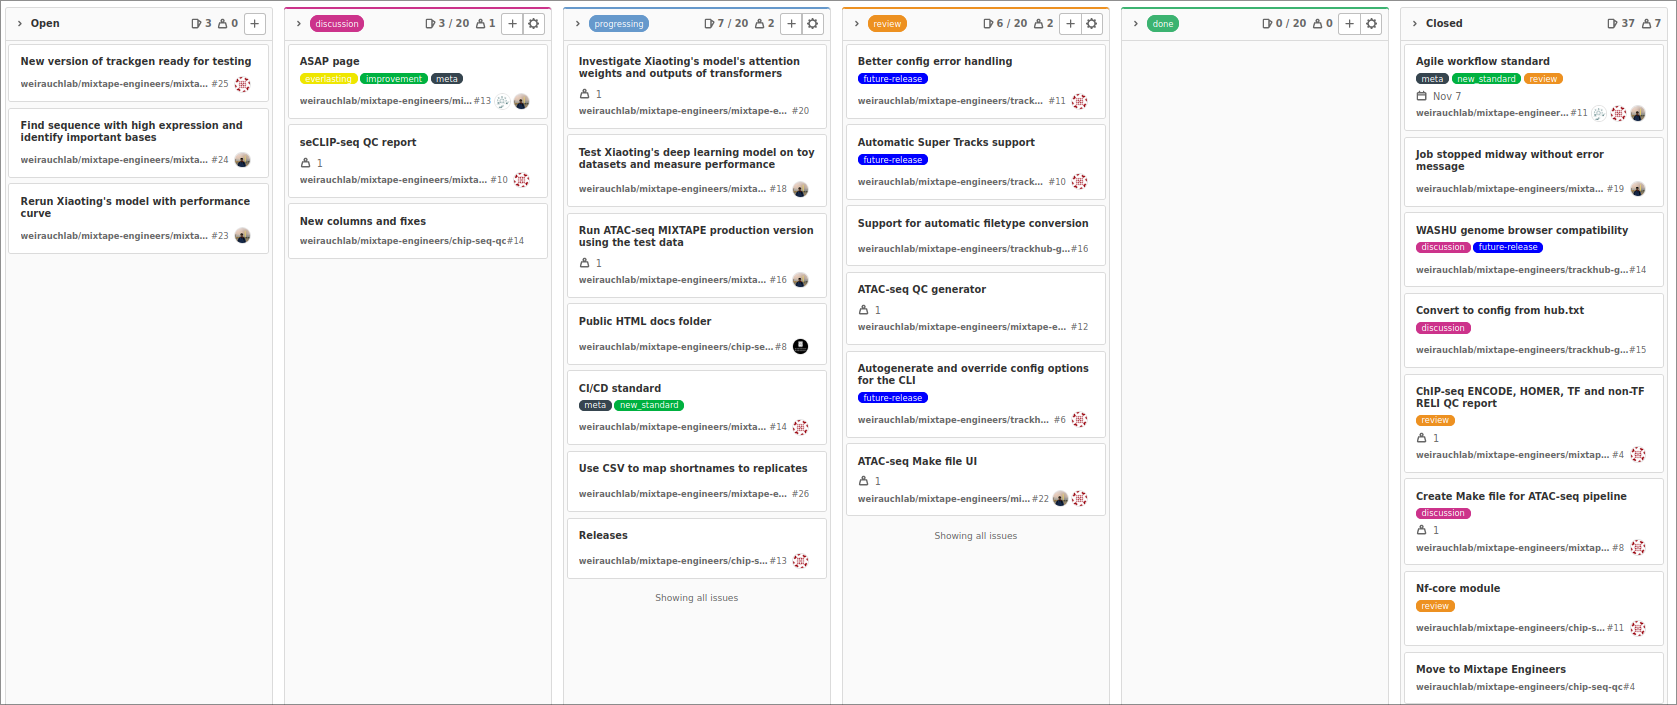 Open 3 0
New version of trackgen ready for testing
weirauchlab/mixtape-engineers/mixta... #25
Find sequence with high expression and
identify important bases
weirauchlab/mixtape-engineers/mixta... #24
Rerun Xiaoting's model with performance
curve
weirauchlab/mixtape-engineers/mixta... #23
discussion 3 / 20 1
ASAP page
everlasting improvement meta
weirauchlab/mixtape-engineers/mi... #13
seCLIP-seq QC report
1
weirauchlab/mixtape-engineers/mixta... #10
New columns and fixes
weirauchlab/mixtape-engineers/chip-seq-qc#14
progressing 7 / 20 2
Investigate Xiaoting's model's attention
weights and outputs of transformers
1
weirauchlab/mixtape-engineers/mixtape-e... #20
Test Xiaoting's deep learning model on toy
datasets and measure performance
weirauchlab/mixtape-engineers/mixta... #18
Run ATAC-seq MIXTAPE production version
using the test data
1
weirauchlab/mixtape-engineers/mixta... #16
Public HTML docs folder
weirauchlab/mixtape-engineers/chip-se... #8
CI/CD standard
meta new_standard
weirauchlab/mixtape-engineers/mixta... #14
Use CSV to map shortnames to replicates
weirauchlab/mixtape-engineers/mixtape-e... #26
Releases
weirauchlab/mixtape-engineers/chip-s... #13
Showing all issues
review 6 / 20 2
Better config error handling
future-release
weirauchlab/mixtape-engineers/track... #11
Automatic Super Tracks support
future-release
weirauchlab/mixtape-engineers/track... #10
Support for automatic filetype conversion
weirauchlab/mixtape-engineers/trackhub-g...#16
ATAC-seq QC generator
1
weirauchlab/mixtape-engineers/mixtape-e... #12
Autogenerate and override config options
for the CLI
future-release
weirauchlab/mixtape-engineers/trackh... #6
ATAC-seq Make file UI
1
weirauchlab/mixtape-engineers/mi... #22
Showing all issues
done 0 / 20 0
Closed 37 7
Agile workflow standard
meta new_standard review
Nov 7
weirauchlab/mixtape-engineer... #11
Job stopped midway without error
message
weirauchlab/mixtape-engineers/mixta... #19
WASHU genome browser compatibility
discussion future-release
weirauchlab/mixtape-engineers/trackhub-g...#14
Convert to config from hub.txt
discussion
weirauchlab/mixtape-engineers/trackhub-g...#15
ChIP-seq ENCODE, HOMER, TF and non-TF
RELI QC report
review
1
weirauchlab/mixtape-engineers/mixtap... #4
Create Make file for ATAC-seq pipeline
discussion
1
weirauchlab/mixtape-engineers/mixtap... #8
Nf-core module
review
weirauchlab/mixtape-engineers/chip-s... #11
Move to Mixtape Engineers
weirauchlab/mixtape-engineers/chip-seq-qc#4